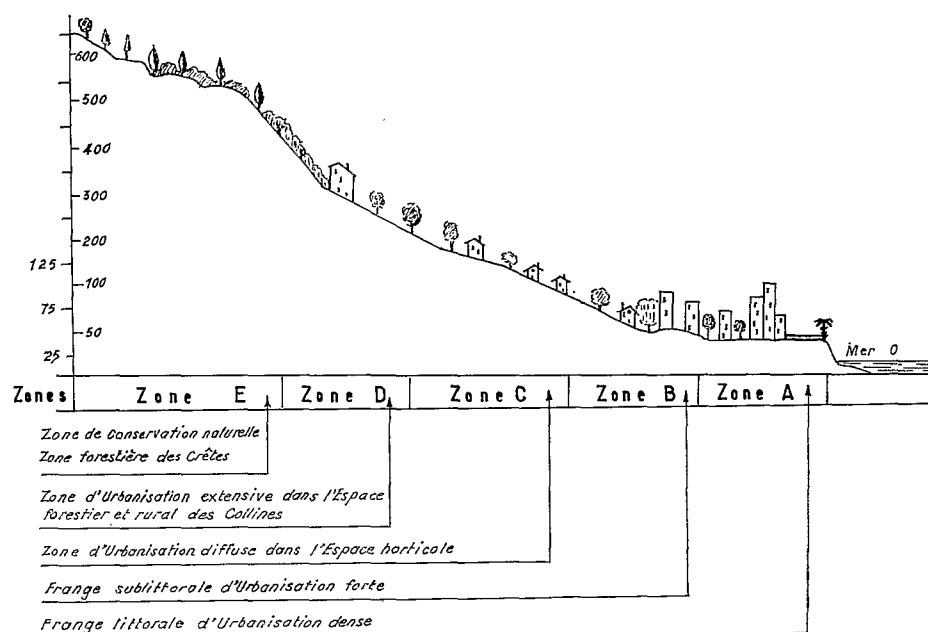 600
500
400
300
200
125
100
75
50
25
Mer 0
Zones Zone E Zone D Zone C Zone B Zone A
Zone de Conservation naturelle
Zone forestière des Crêtes
Zone d'Urbanisation extensive dans l'Espace
forestier et rural des Collines
Zone d'Urbanisation diffuse dans l'Espace horticole
Frange sublittorale d'Urbanisation forte
Frange littorale d'Urbanisation dense